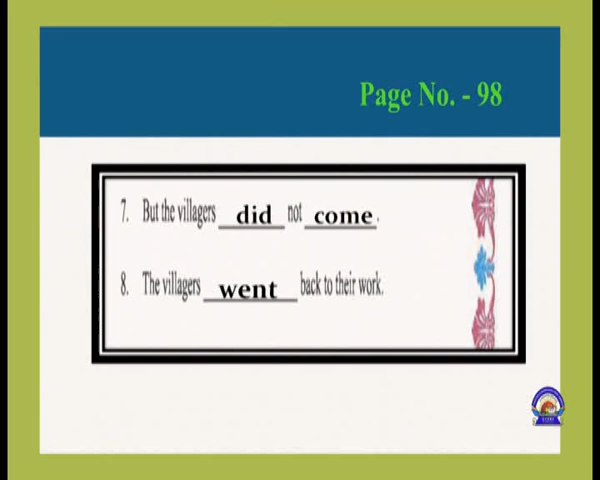 Page No. - 98
7. But the villagers did not come.
8. The villagers went back to their work.